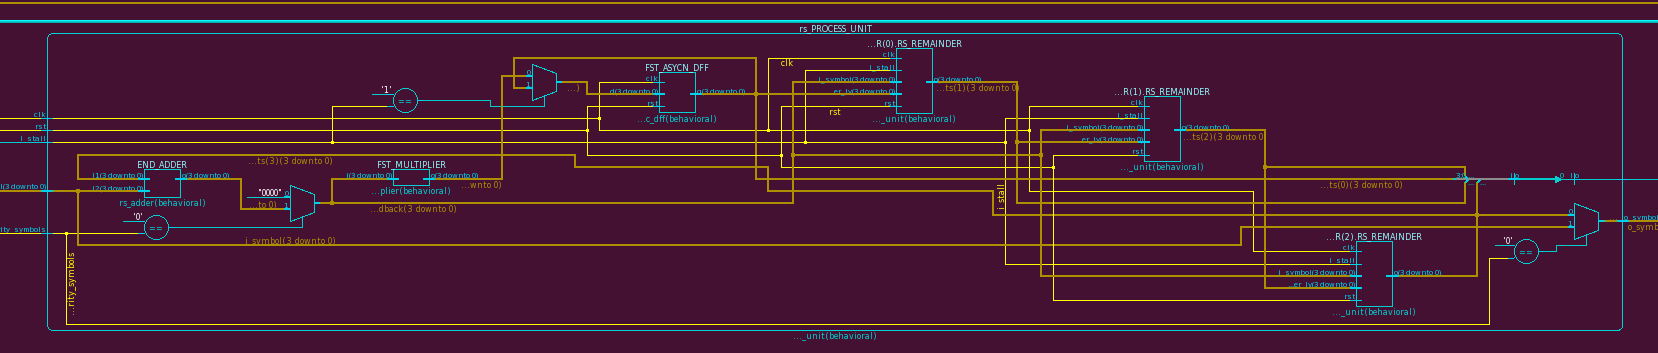 rs_PROCESS_UNIT
...R(0).RS_REMAINDER
clk
i_stall
i_symbol(3 downto 0)
...er_lv(3 downto 0)
rst
o(3 downto 0)
...ts(1)(3 downto 0)
..._unit(behavioral)
clk
rst
FST_ASYCN_DFF
clk
d(3 downto 0)
rst
q(3 downto 0)
...c_dff(behavioral)
0
1
...)
'1'
==
...R(1).RS_REMAINDER
clk
i_stall
i_symbol(3 downto 0)
...er_lv(3 downto 0)
rst
o(3 downto 0)
...ts(2)(3 downto 0)
..._unit(behavioral)
clk
rst
i_stall
...ts(3)(3 downto 0)
END_ADDER
i1(3 downto 0)
i2(3 downto 0)
o(3 downto 0)
rs_adder(behavioral)
FST_MULTIPLIER
i(3 downto 0)
o(3 downto 0)
...wnto 0)
...plier(behavioral)
l(3 downto 0)
"0000"
0
1
...to 0)
...dback(3 downto 0)
'0'
==
i_symbol(3 downto 0)
...rity_symbols
ity_symbols
i_stall
...ts(0)(3 downto 0)
0
1
o_symbol
o_symb
'0'
==
...R(2).RS_REMAINDER
clk
i_stall
i_symbol(3 downto 0)
...er_lv(3 downto 0)
rst
o(3 downto 0)
..._unit(behavioral)
..._unit(behavioral)